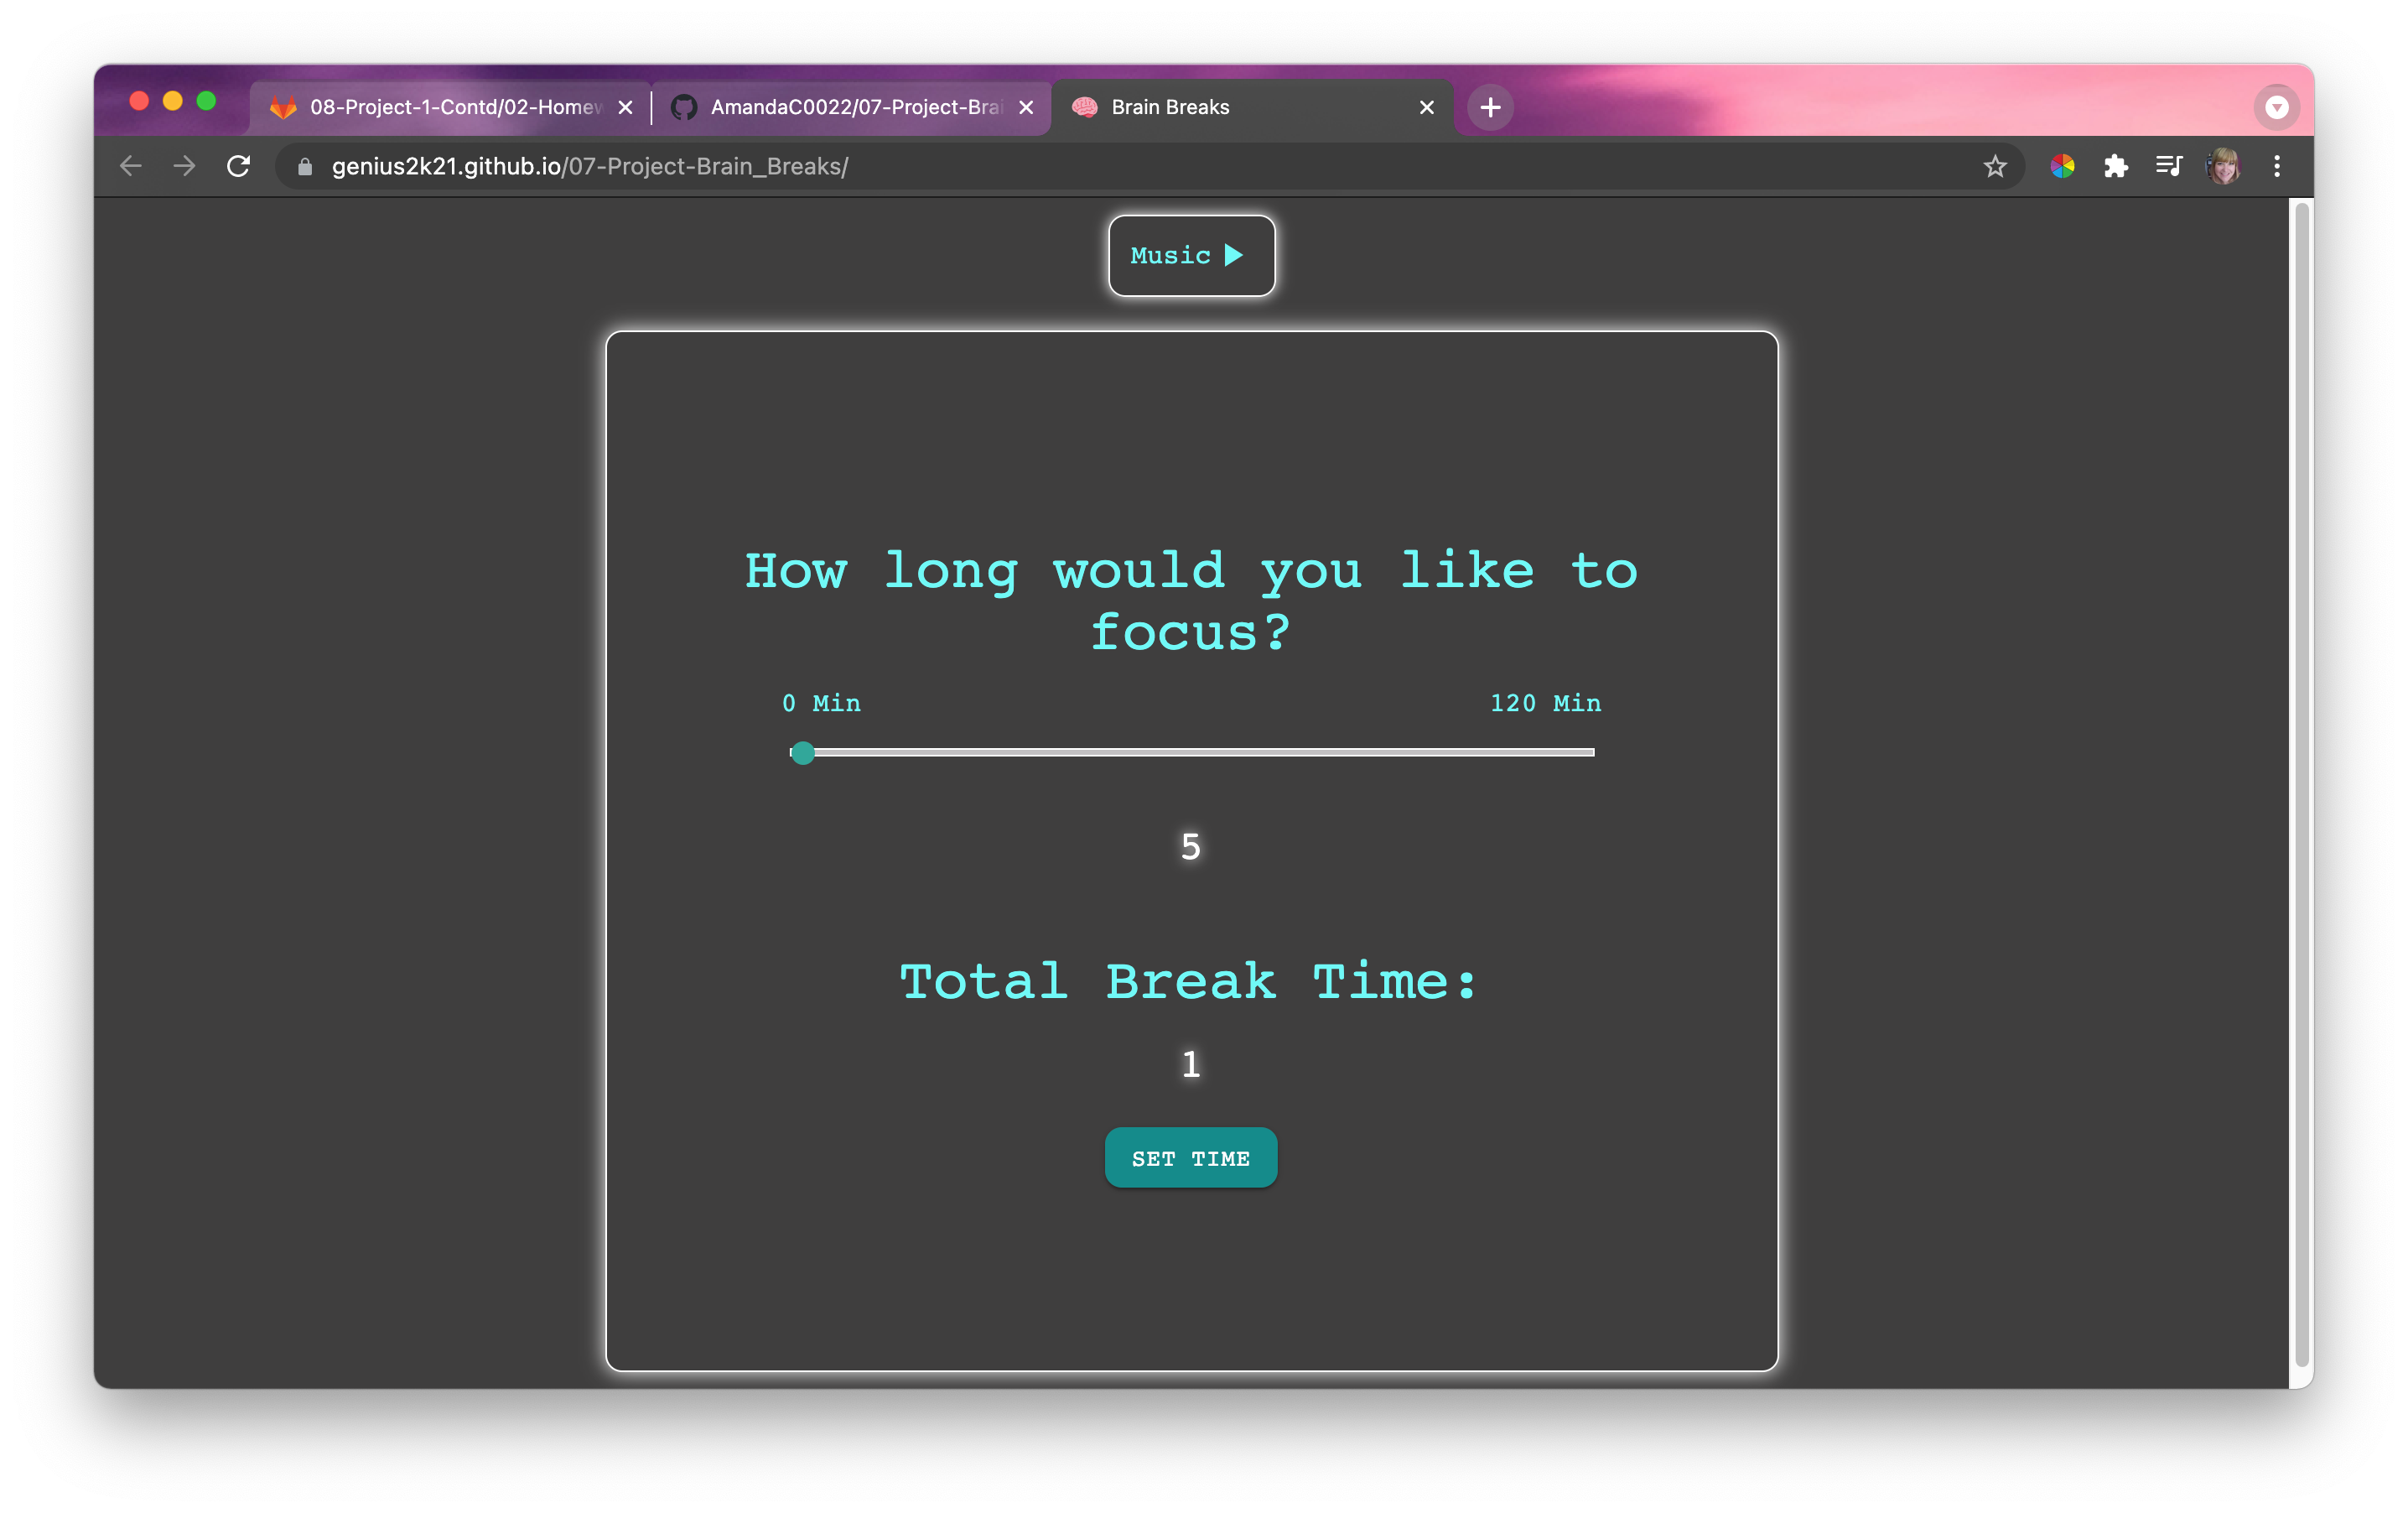 08-Project-1-Contd/02-Homew
AmandaC0022/07-Project-Brai
Brain Breaks
genius2k21.github.io/07-Project-Brain_Breaks/
Music
How long would you like to
focus?
0 Min 120 Min
5
Total Break Time:
1
SET TIME